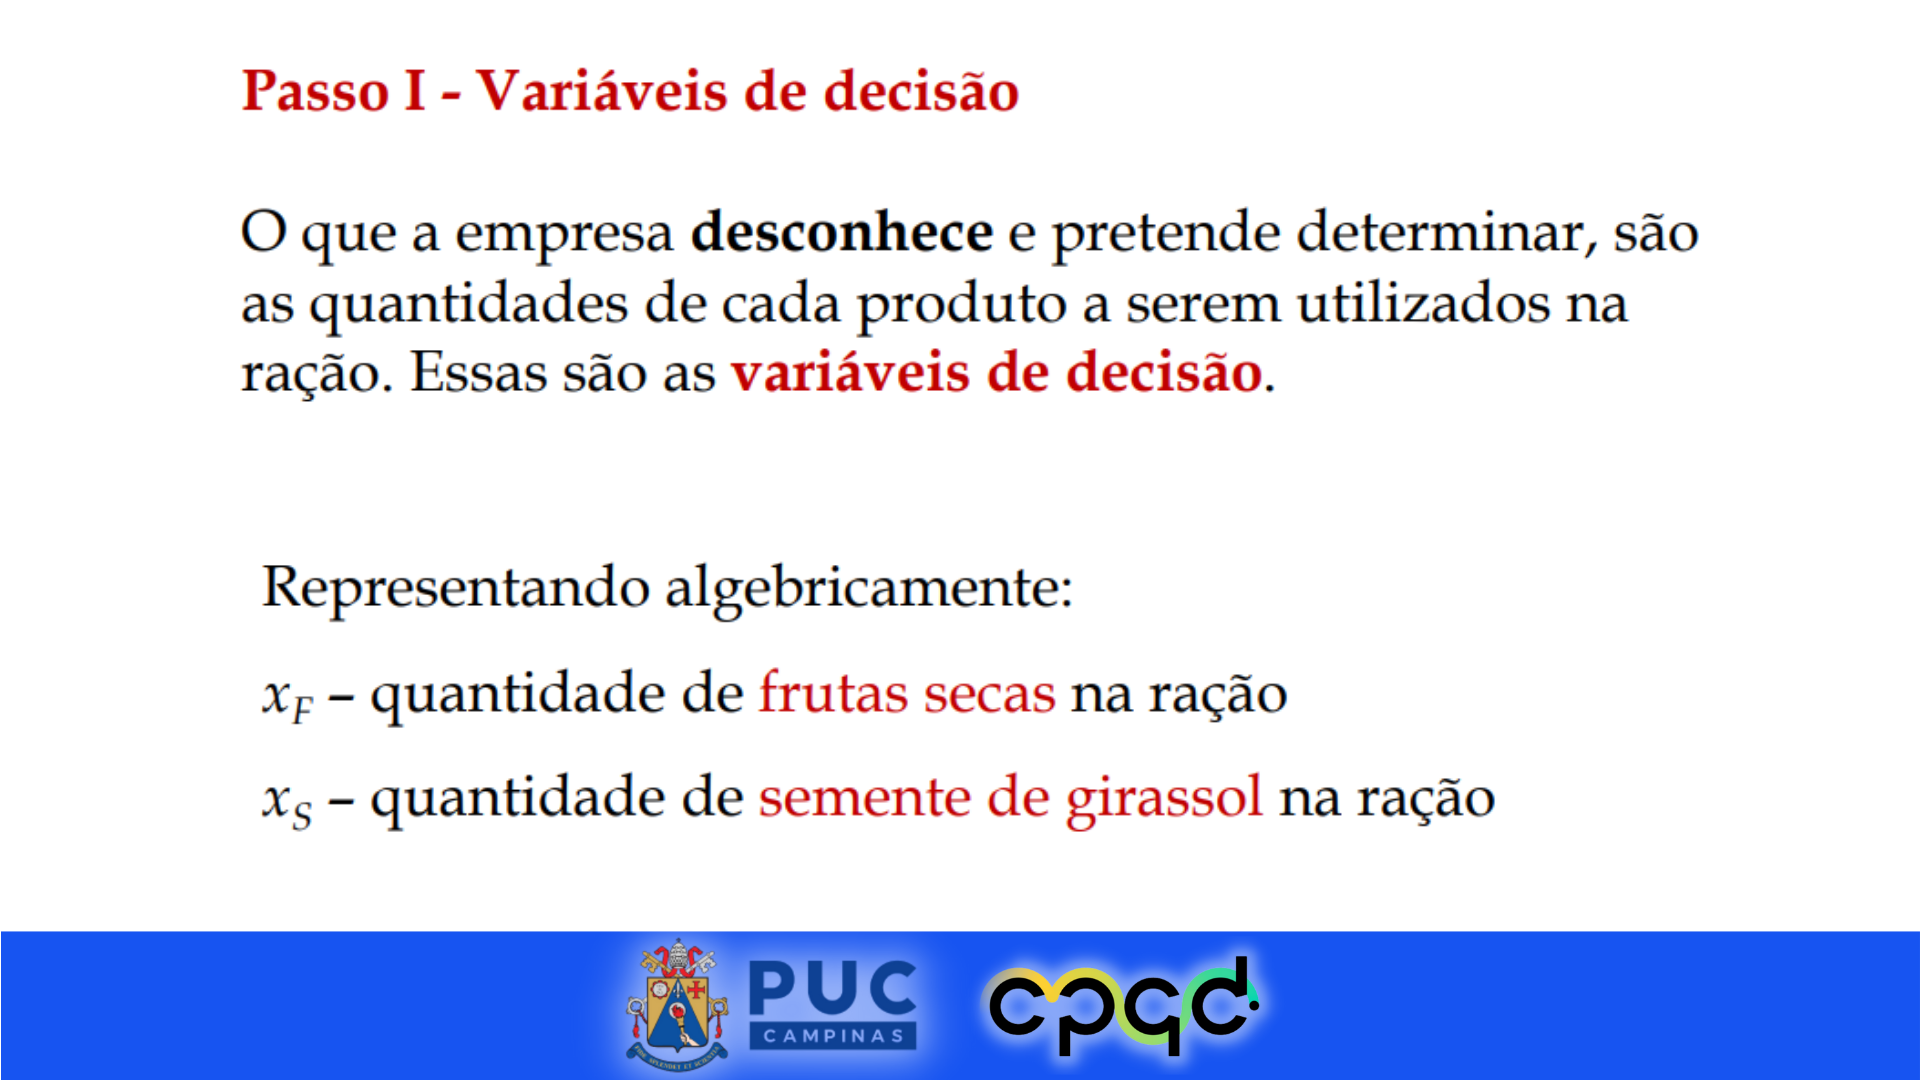 Passo I - Variáveis de decisão
O que a empresa desconhece e pretende determinar, são
as quantidades de cada produto a serem utilizados na
ração. Essas são as variáveis de decisão.
Representando algebricamente:
x_F – quantidade de frutas secas na ração
x_S – quantidade de semente de girassol na ração
PUC
CAMPINAS
cpqd